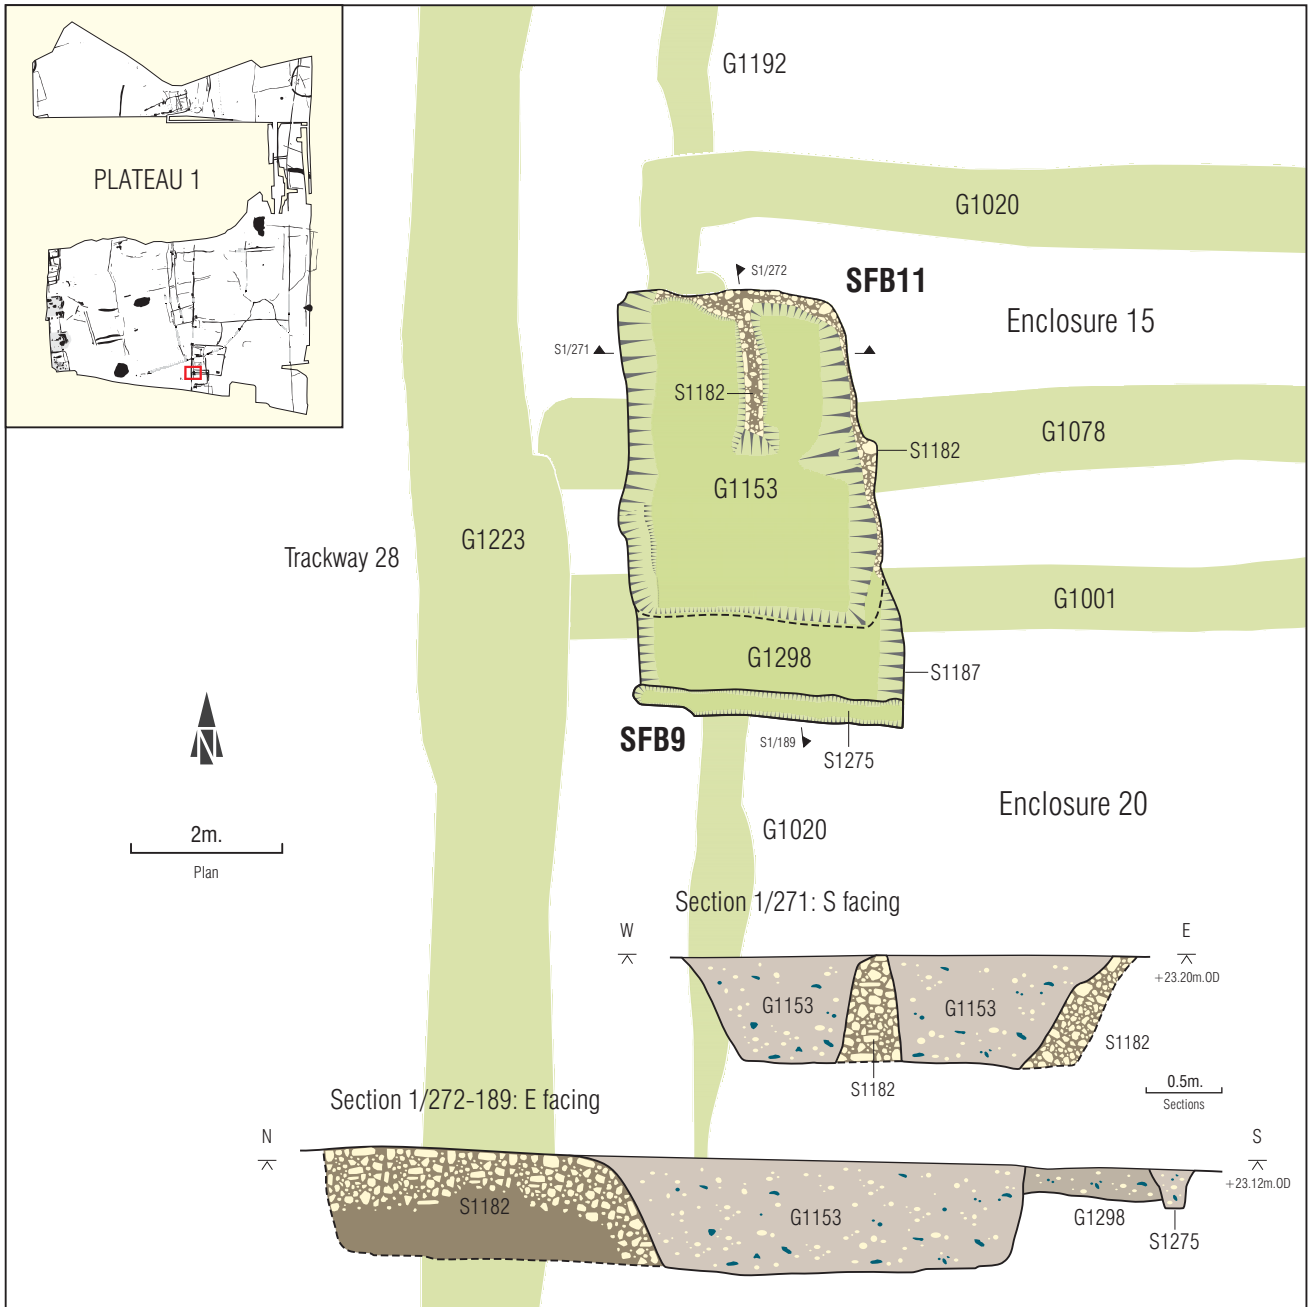 PLATEAU 1
G1192
G1020
S1/272
SFB11
Enclosure 15
S1/271
S1182
G1078
S1182
G1153
G1223
Trackway 28
G1001
G1298
S1187
SFB9
S1/189
S1275
N
Enclosure 20
2m.
Plan
G1020
Section 1/271: S facing
W
E
+23.20m.OD
G1153
G1153
S1182
S1182
0.5m.
Sections
Section 1/272-189: E facing
N
S
+23.12m.OD
S1182
G1153
G1298
S1275